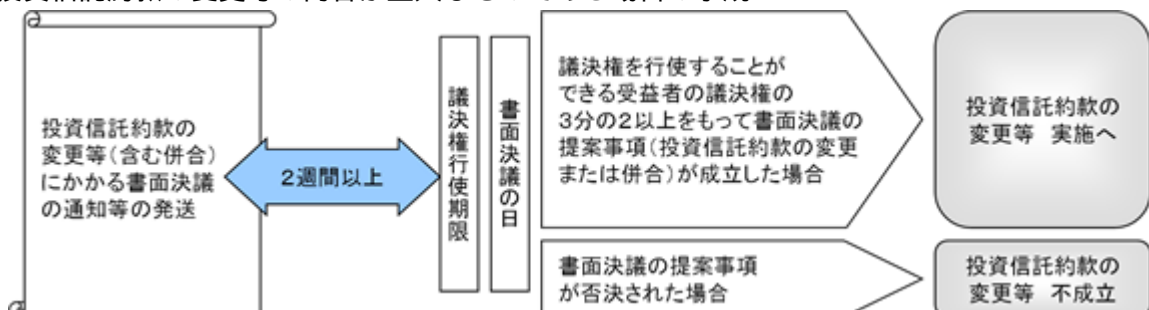 投資信託約款の
変更等(含む併合)
にかかる書面決議
の通知等の発送
2週間以上
議決権行使期限
書面決議の日
議決権を行使することが
できる受益者の議決権の
3分の2以上をもって書面決議の
提案事項(投資信託約款の変更
または併合)が成立した場合
投資信託約款の
変更等 実施へ
書面決議の提案事項
が否決された場合
投資信託約款の
変更等 不成立